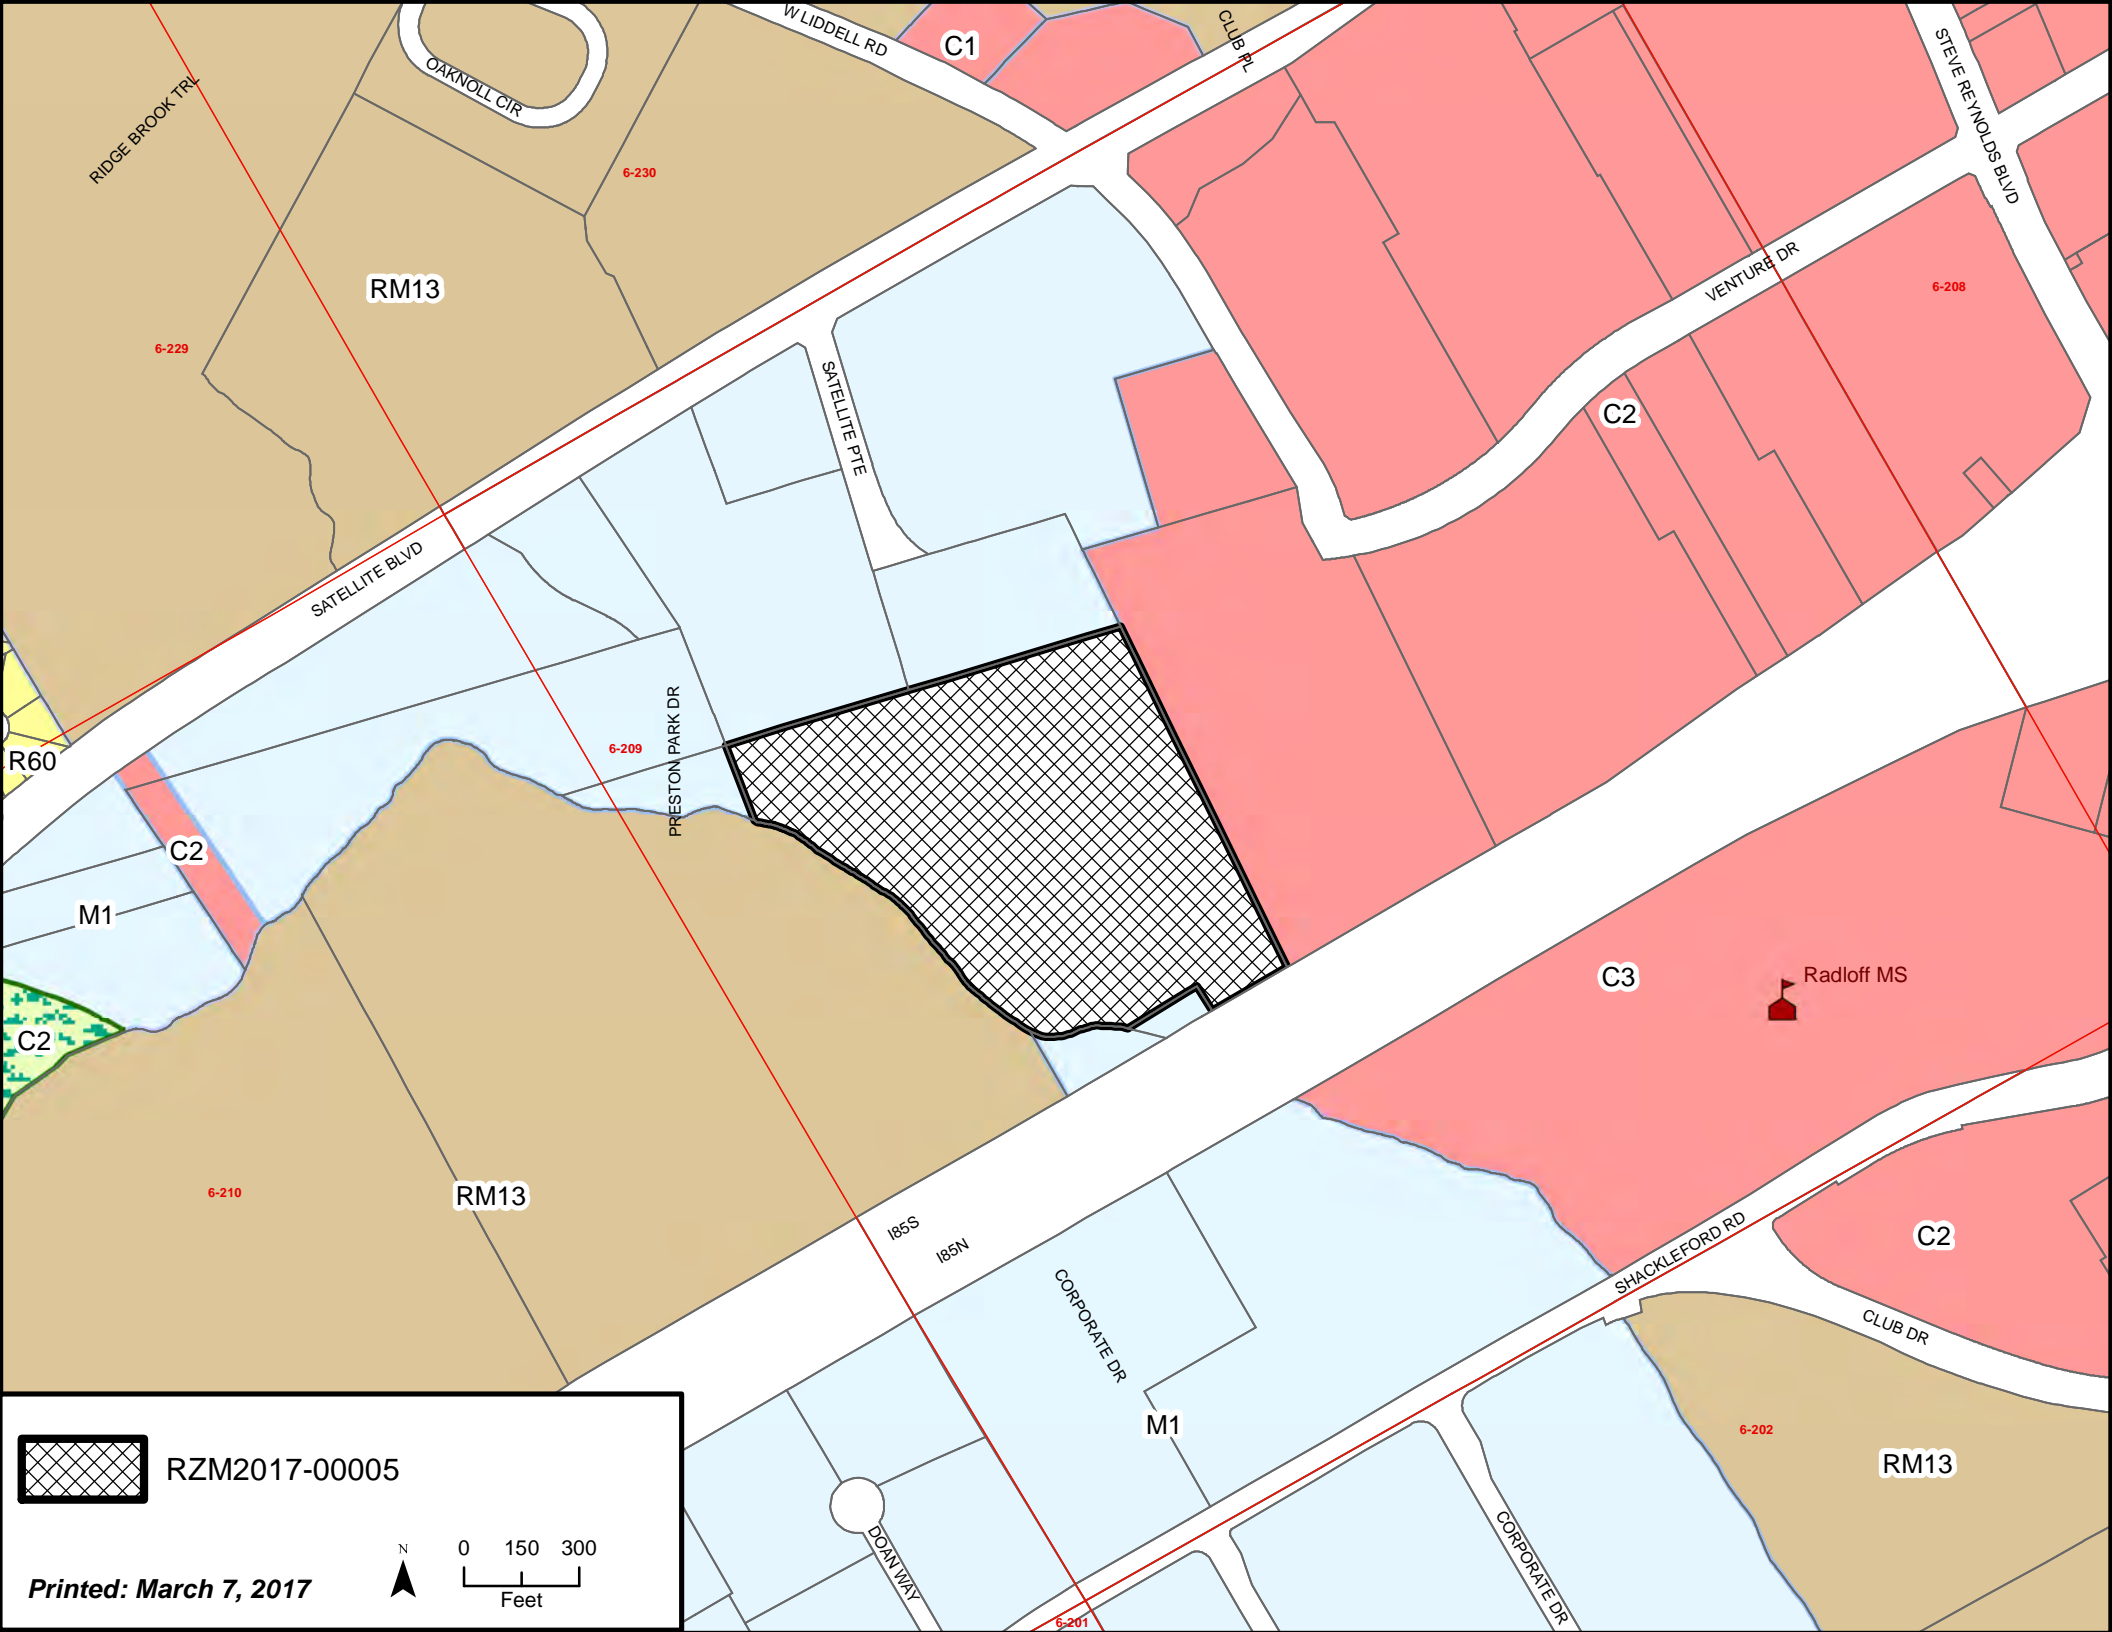 W LIDDELL RD
C1
CLUB PL
STEVE REYNOLDS BLVD
OAKNOLL CIR
RIDGE BROOK TRL
6-230
RM13
VENTURE DR
6-208
6-229
SATELLITE PTE
C2
SATELLITE BLVD
R60
6-209
PRESTON PARK DR
C2
M1
C3
Radloff MS
C2
6-210
RM13
I85S
I85N
SHACKLEFORD RD
C2
CORPORATE DR
CLUB DR
M1
6-202
RM13
RZM2017-00005
DOAN WAY
CORPORATE DR
N
0 150 300
Feet
Printed: March 7, 2017
6-201